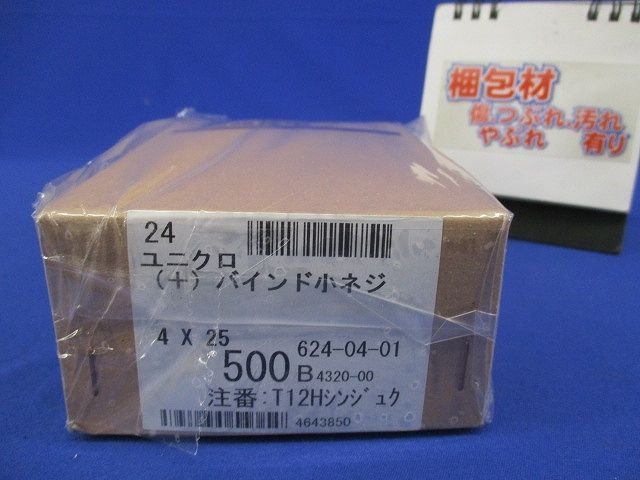 梱包材
傷.つぶれ.汚れ
やぶれ 有り
24
ユニクロ
(+) バインド小ネジ
4 X 25
500 624-04-01
B 4320-00
注番:T12Hシンジュク
4643850